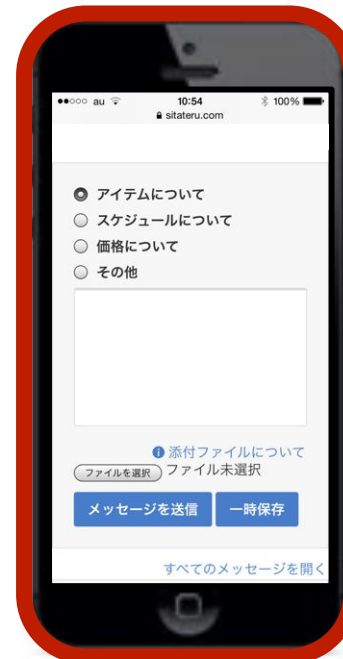 ●●○○○ au 10:54 100%
sitateru.com
アイテムについて
スケジュールについて
価格について
その他
添付ファイルについて
ファイルを選択 ファイル未選択
メッセージを送信 一時保存
すべてのメッセージを開く